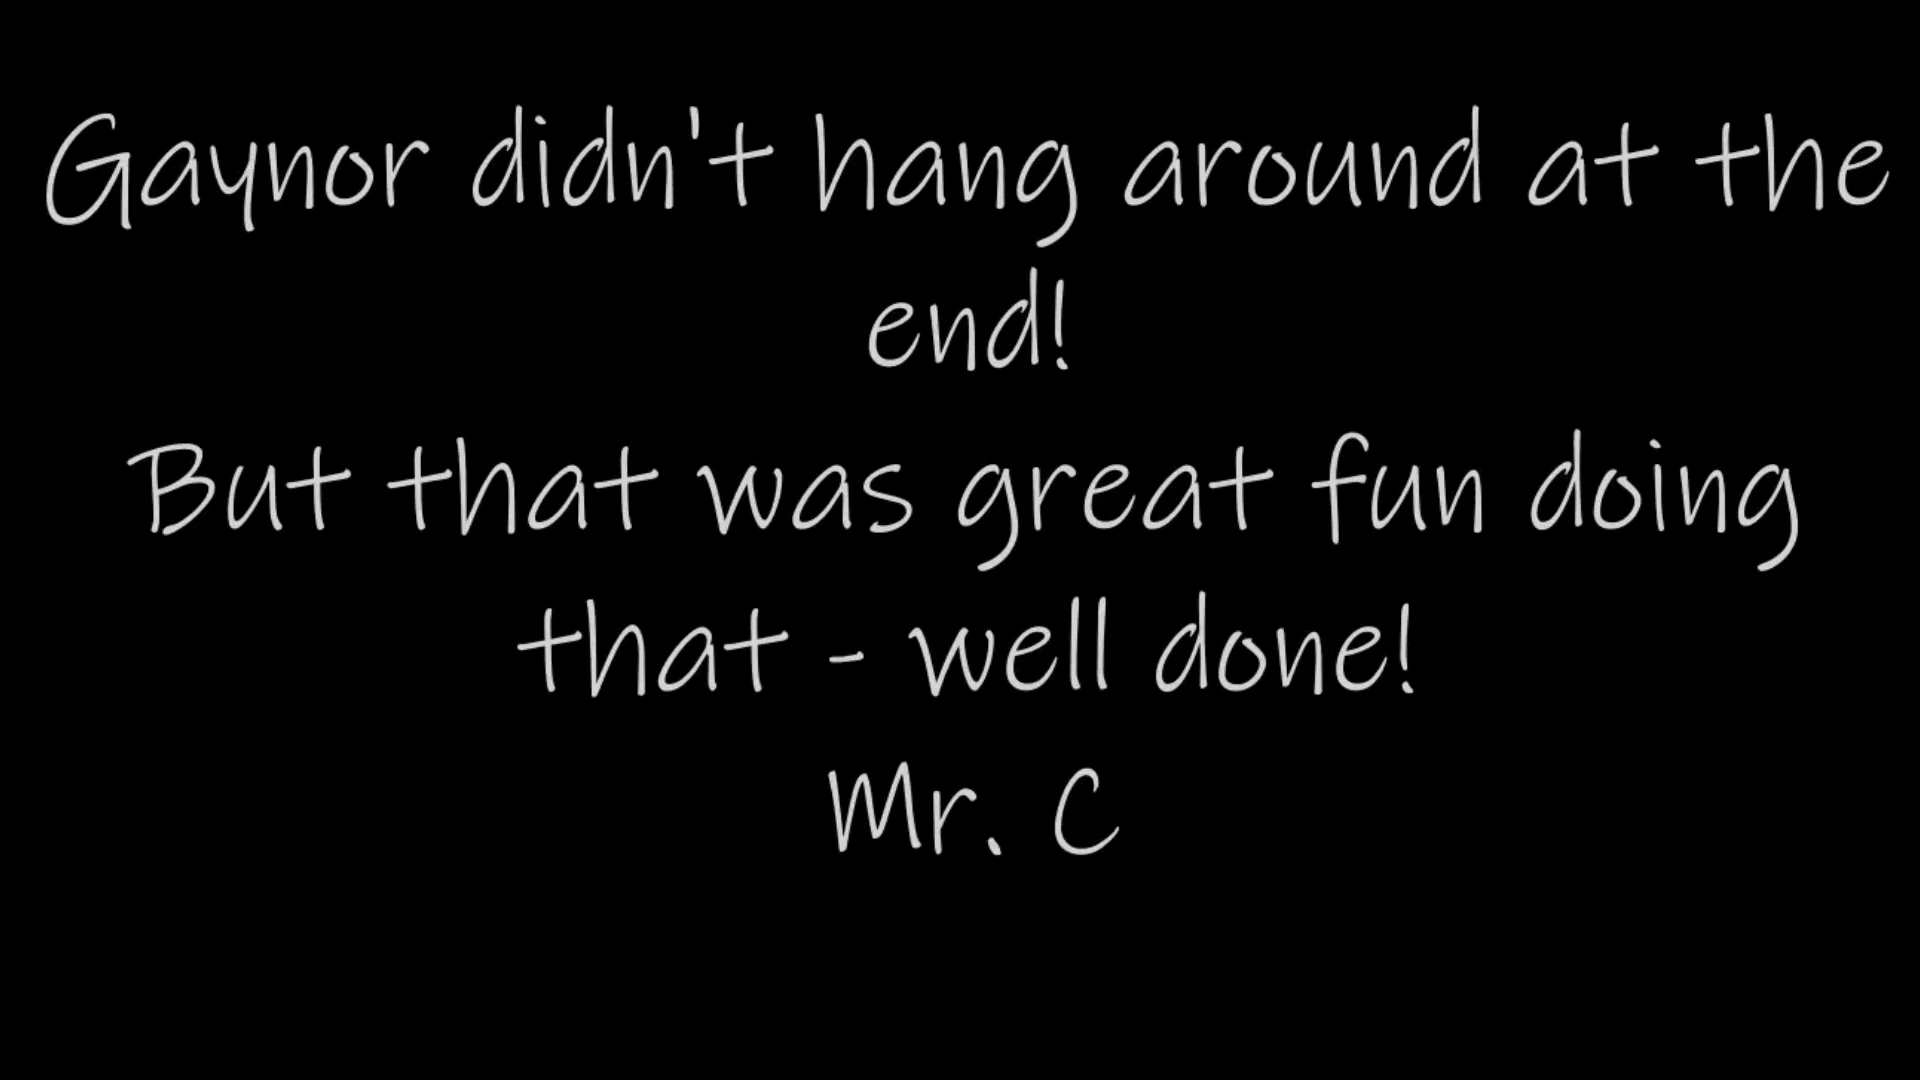 Gaynor didn't hang around at the
end!
But that was great fun doing
that - well done!
Mr. C